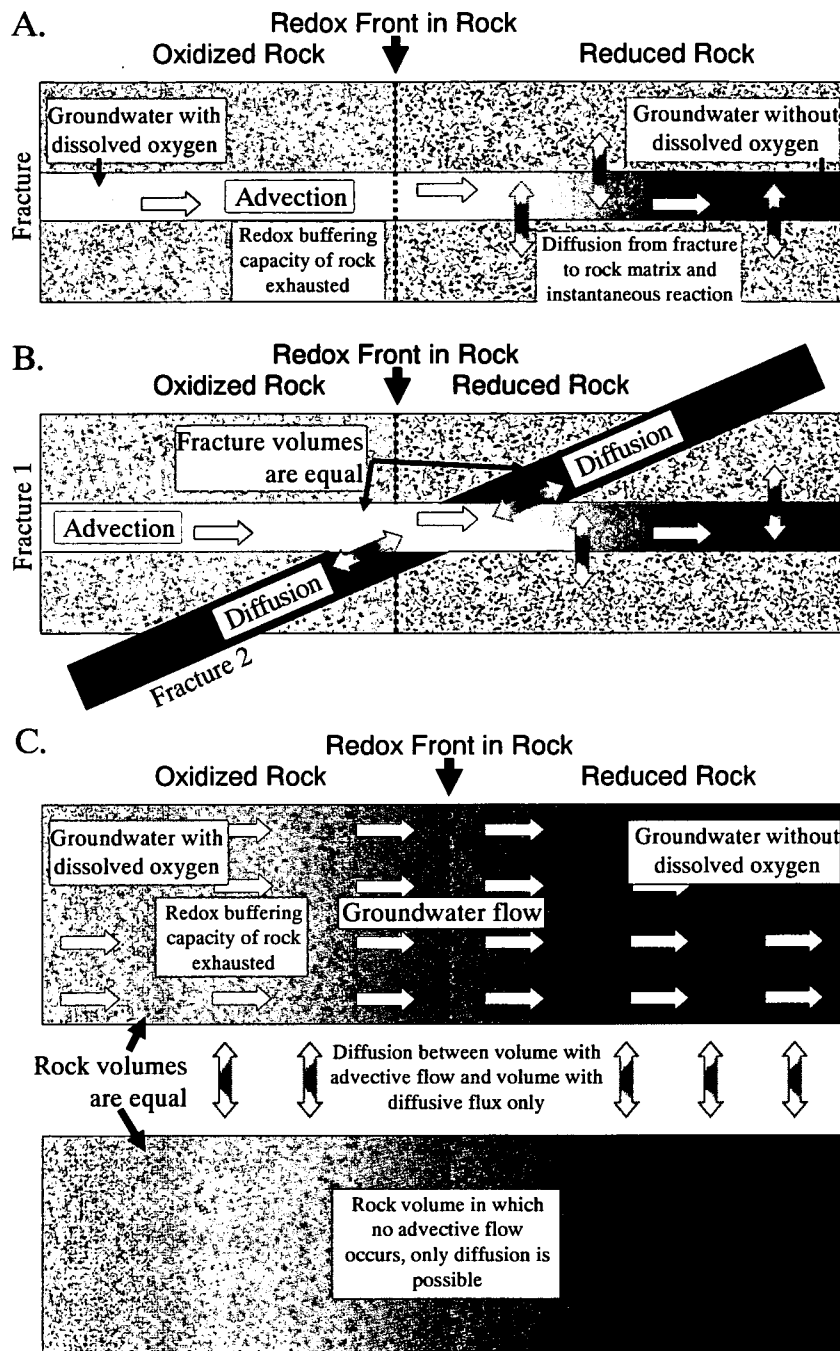 A.
Redox Front in Rock
Oxidized Rock
Reduced Rock
Groundwater with
dissolved oxygen
Groundwater without
dissolved oxygen
Fracture
Advection
Redox buffering
capacity of rock
exhausted
Diffusion from fracture
to rock matrix and
instantaneous reaction
B.
Redox Front in Rock
Oxidized Rock
Reduced Rock
Fracture volumes
are equal
Diffusion
Fracture 1
Advection
Diffusion
Fracture 2
C.
Redox Front in Rock
Oxidized Rock
Reduced Rock
Groundwater with
dissolved oxygen
Groundwater without
dissolved oxygen
Redox buffering
capacity of rock
exhausted
Groundwater flow
Rock volumes
are equal
Diffusion between volume with
advective flow and volume with
diffusive flux only
Rock volume in which
no advective flow
occurs, only diffusion is
possible